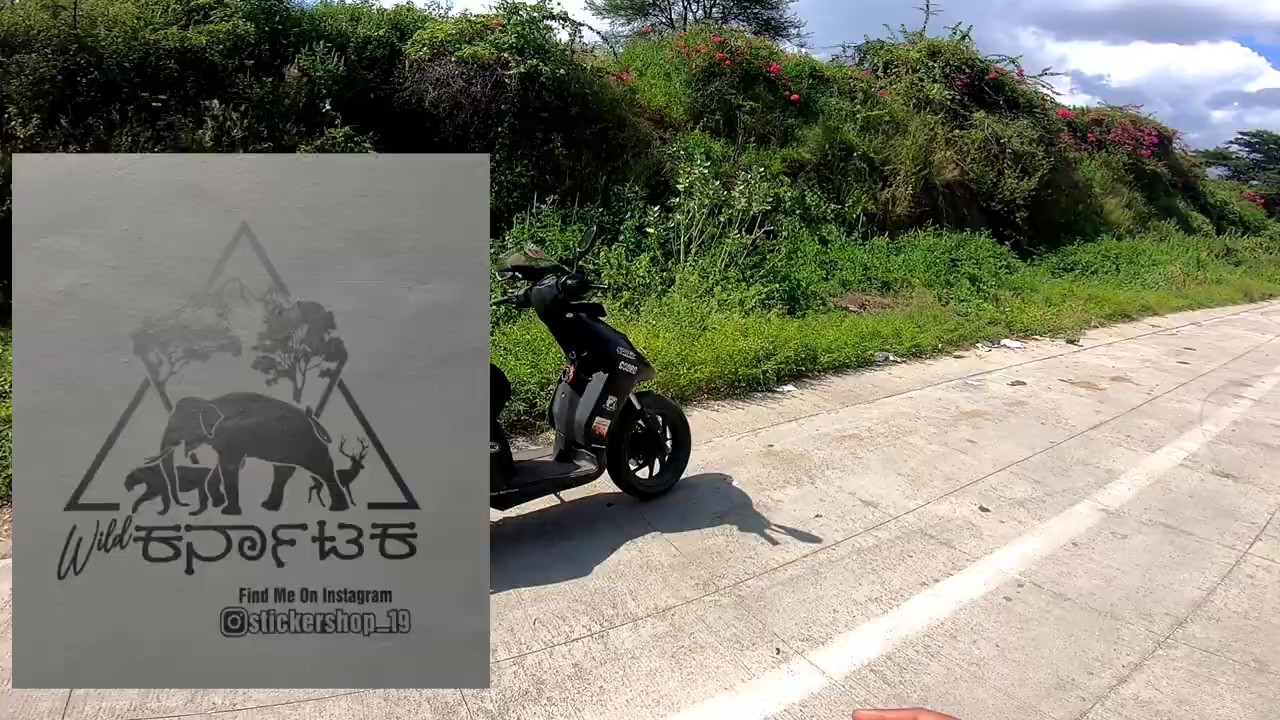 Wild ಕರ್ನಾಟಕ
Find Me On Instagram
@stickershop_19